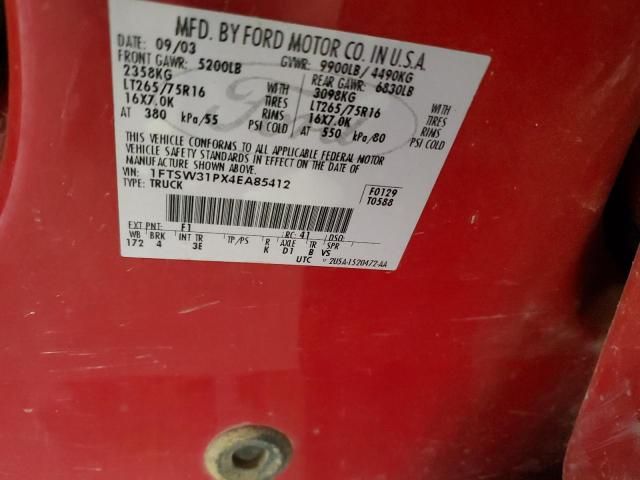 MFD. BY FORD MOTOR CO. IN U.S.A.
DATE: 09/03 GVWR: 9900LB/4490KG
FRONT GAWR: 5200LB REAR GAWR: 6830LB
2358KG WITH 3098KG WITH
LT265/75R16 TIRES LT265/75R16 TIRES
16X7.0K RIMS 16X7.0K RIMS
AT 380 kPa/55 PSI COLD AT 550 kPa/80 PSI COLD
THIS VEHICLE CONFORMS TO ALL APPLICABLE FEDERAL MOTOR
VEHICLE SAFETY STANDARDS IN EFFECT ON THE DATE OF
MANUFACTURE SHOWN ABOVE.
VIN: 1FTSW31PX4EA85412
TYPE: TRUCK
F0129
T0588
EXT PNT: F1 RC: 41 DSO:
WB BRK INT TR TP/PS R AXLE TR SPR
172 4 3E K D1 B VS
UTC 2U5A-1520472-AA
Ford